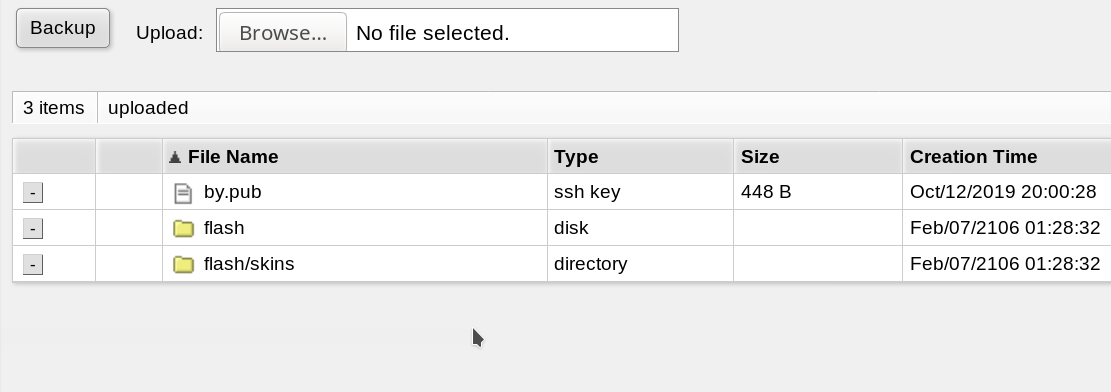 Backup Upload: Browse... No file selected.
3 items uploaded
File Name Type Size Creation Time
- by.pub ssh key 448 B Oct/12/2019 20:00:28
- flash disk Feb/07/2106 01:28:32
- flash/skins directory Feb/07/2106 01:28:32